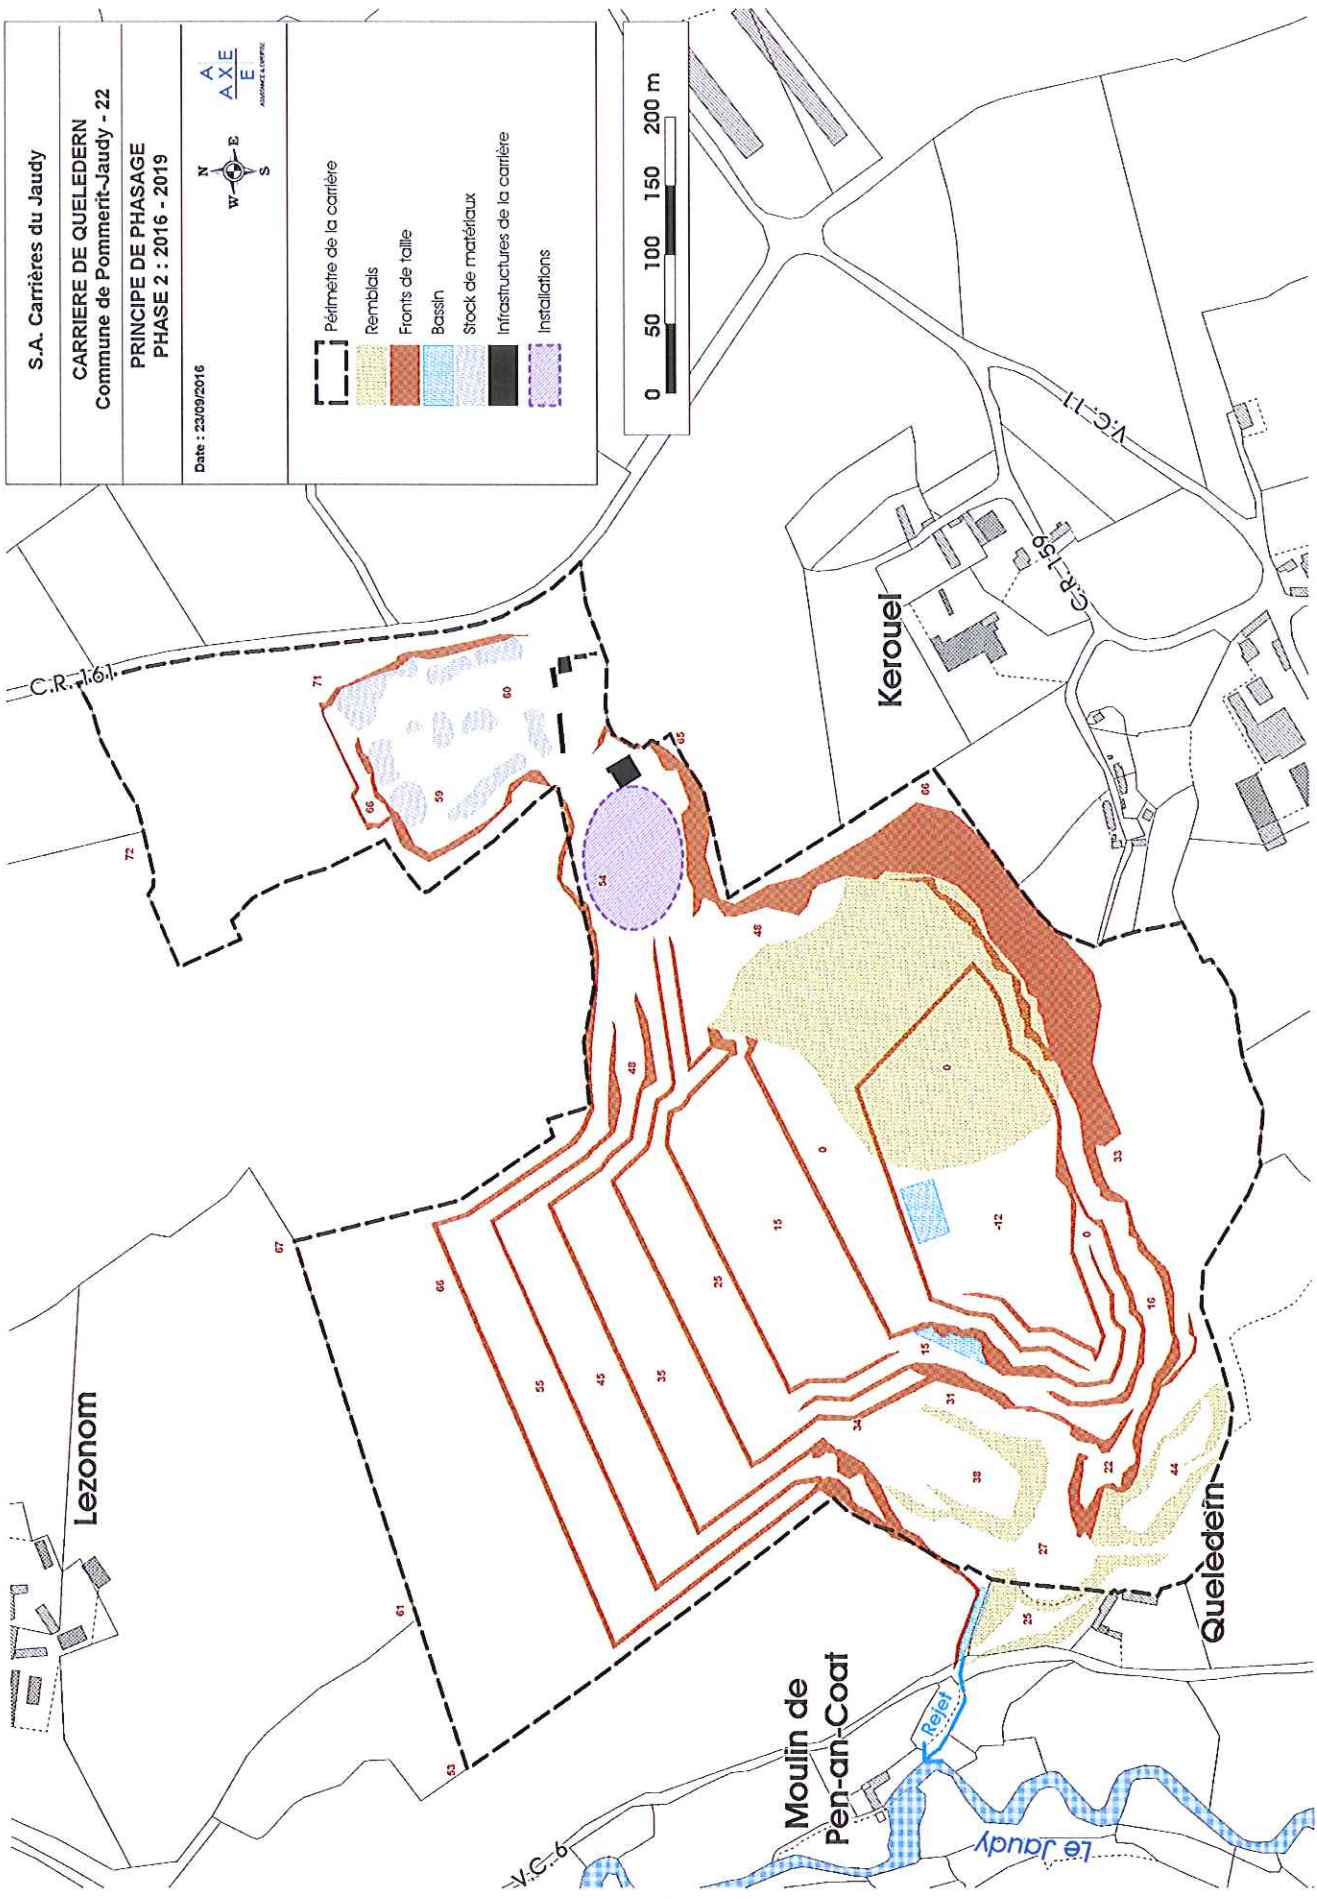 S.A. Carrières du Jaudy
CARRIERE DE QUELEDERN
Commune de Pommerit-Jaudy - 22
PRINCIPE DE PHASAGE
PHASE 2 : 2016 - 2019
Date : 23/09/2016
N
W E
S
A
A X E
E
ASSISTANCE & EXPERTISE
Périmètre de la carrière
Remblais
Fronts de taille
Bassin
Stock de matériaux
Infrastructures de la carrière
Installations
0 50 100 150 200 m
C.R. 161
71
72
66
59
60
65
54
66
48
48
67
66
55
45
35
25
15
0
0
-12
0
33
16
15
31
34
38
22
44
27
25
61
53
Lezonom
Kerouel
C.R. 159
V.C. 11
Queledern
Moulin de
Pen-an-Coat
Rejet
Le Jaudy
V.C. 6